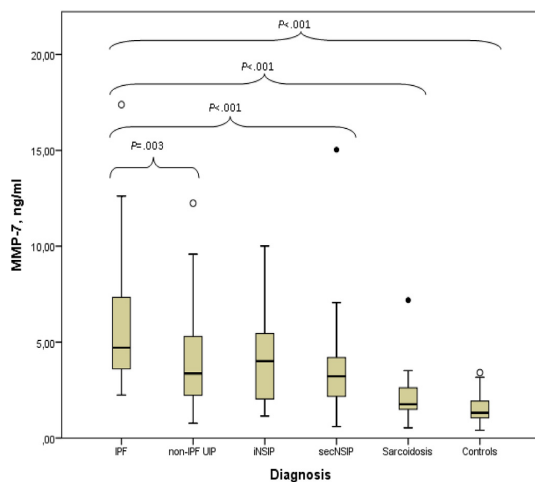 P<.001
20,00
P<.001
P<.001
15,00
P=.003
MMP-7, ng/ml
10,00
5,00
,00
IPF non-IPF UIP iNSIP secNSIP Sarcoidosis Controls
Diagnosis